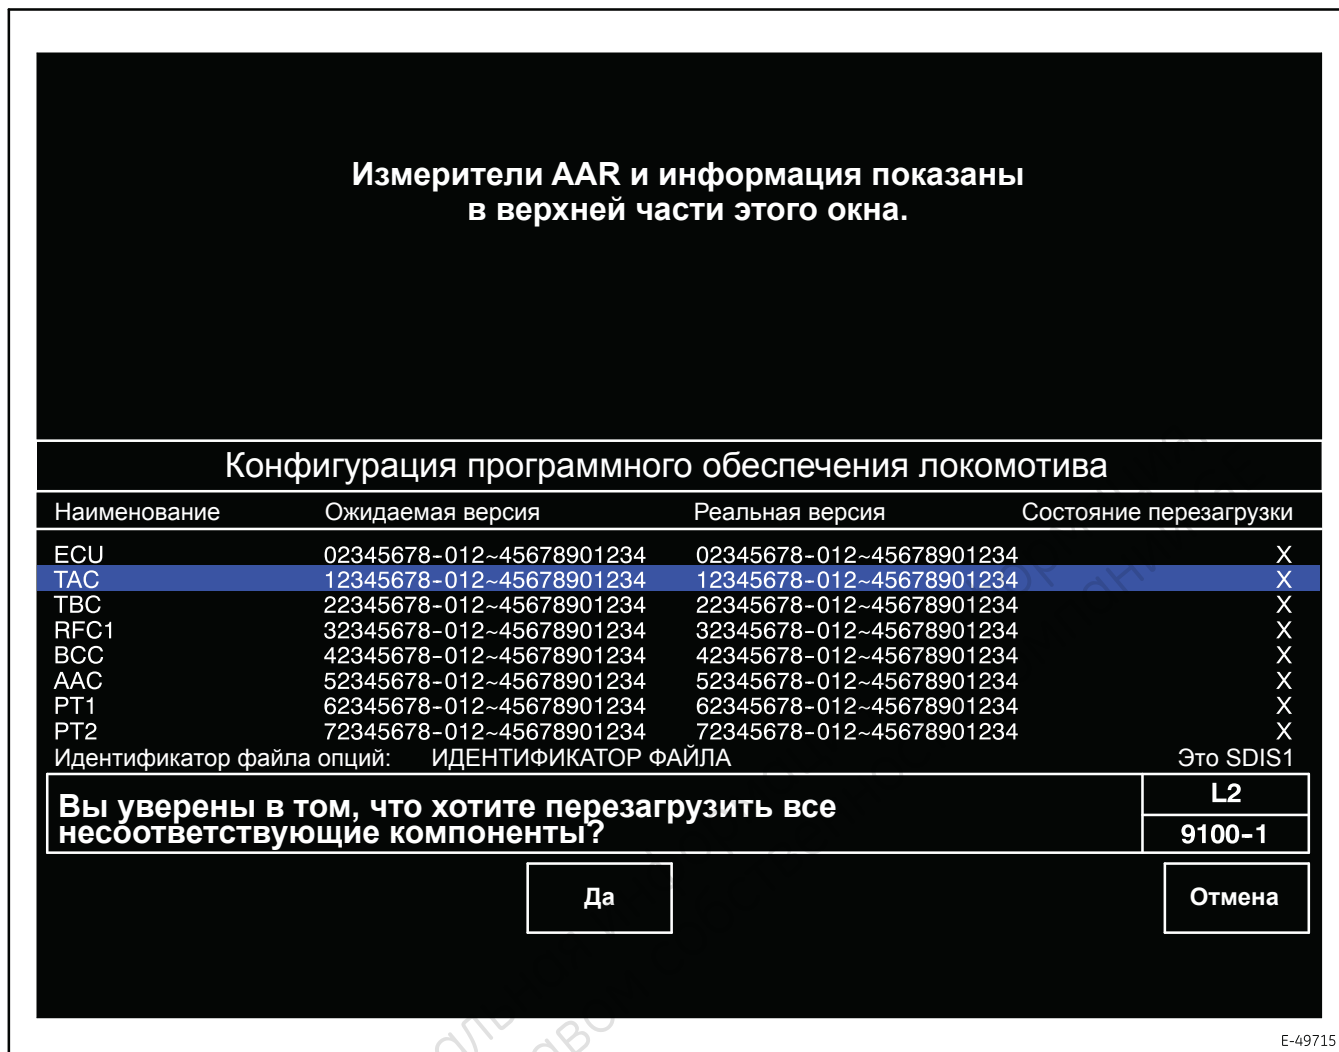 Измерители AAR и информация показаны
в верхней части этого окна.
Конфигурация программного обеспечения локомотива
Наименование Ожидаемая версия Реальная версия Состояние перезагрузки
ECU 02345678-012~45678901234 02345678-012~45678901234 X
TAC 12345678-012~45678901234 12345678-012~45678901234 X
TBC 22345678-012~45678901234 22345678-012~45678901234 X
RFC1 32345678-012~45678901234 32345678-012~45678901234 X
BCC 42345678-012~45678901234 42345678-012~45678901234 X
AAC 52345678-012~45678901234 52345678-012~45678901234 X
PT1 62345678-012~45678901234 62345678-012~45678901234 X
PT2 72345678-012~45678901234 72345678-012~45678901234 X
Идентификатор файла опций: ИДЕНТИФИКАТОР ФАЙЛА Это SDIS1
Вы уверены в том, что хотите перезагрузить все
несоответствующие компоненты?
L2
9100-1
Да Отмена
E-49715